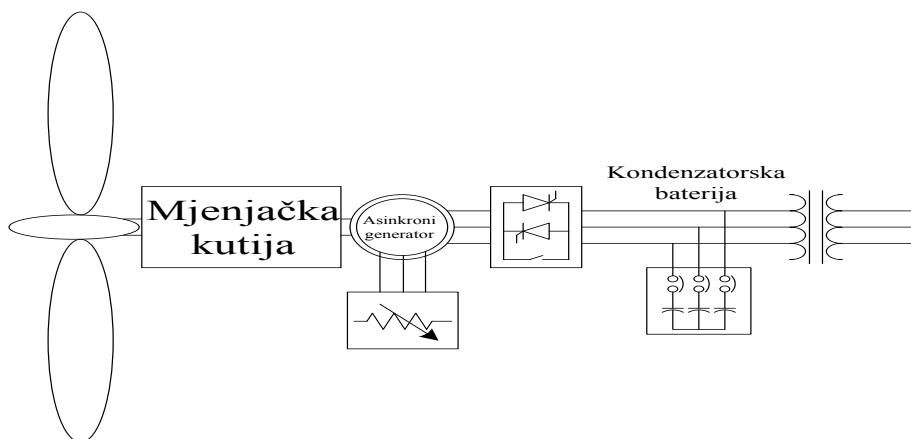 Kondenzatorska
baterija
Mjenjačka
kutija
Asinkroni
generator